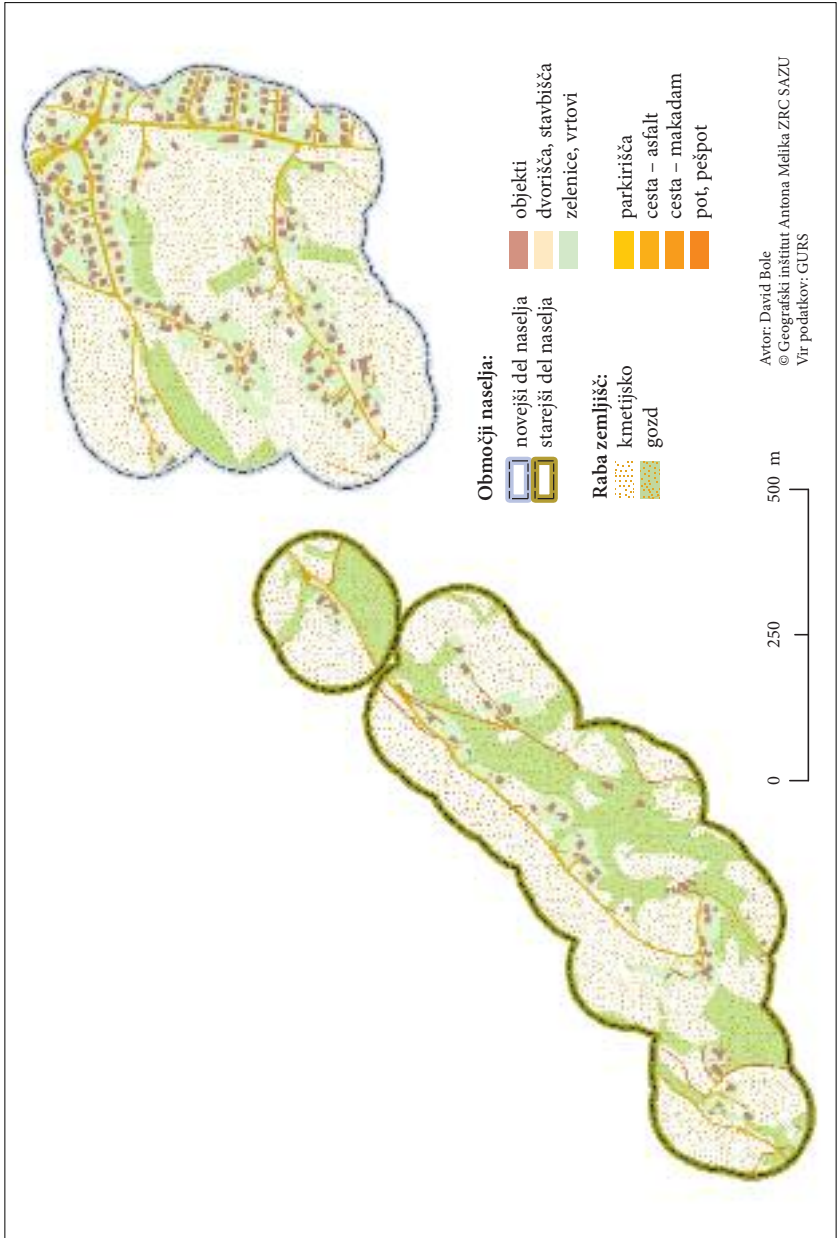 Območji naselja:
novejši del naselja
starejši del naselja
Raba zemljišč:
kmetijsko
gozd
objekti
dvorišča, stavbišča
zelenice, vrtovi
parkirišča
cesta – asfalt
cesta – makadam
pot, pešpot
0 250 500 m
Avtor: David Bole
© Geografski inštitut Antona Melika ZRC SAZU
Vir podatkov: GURS